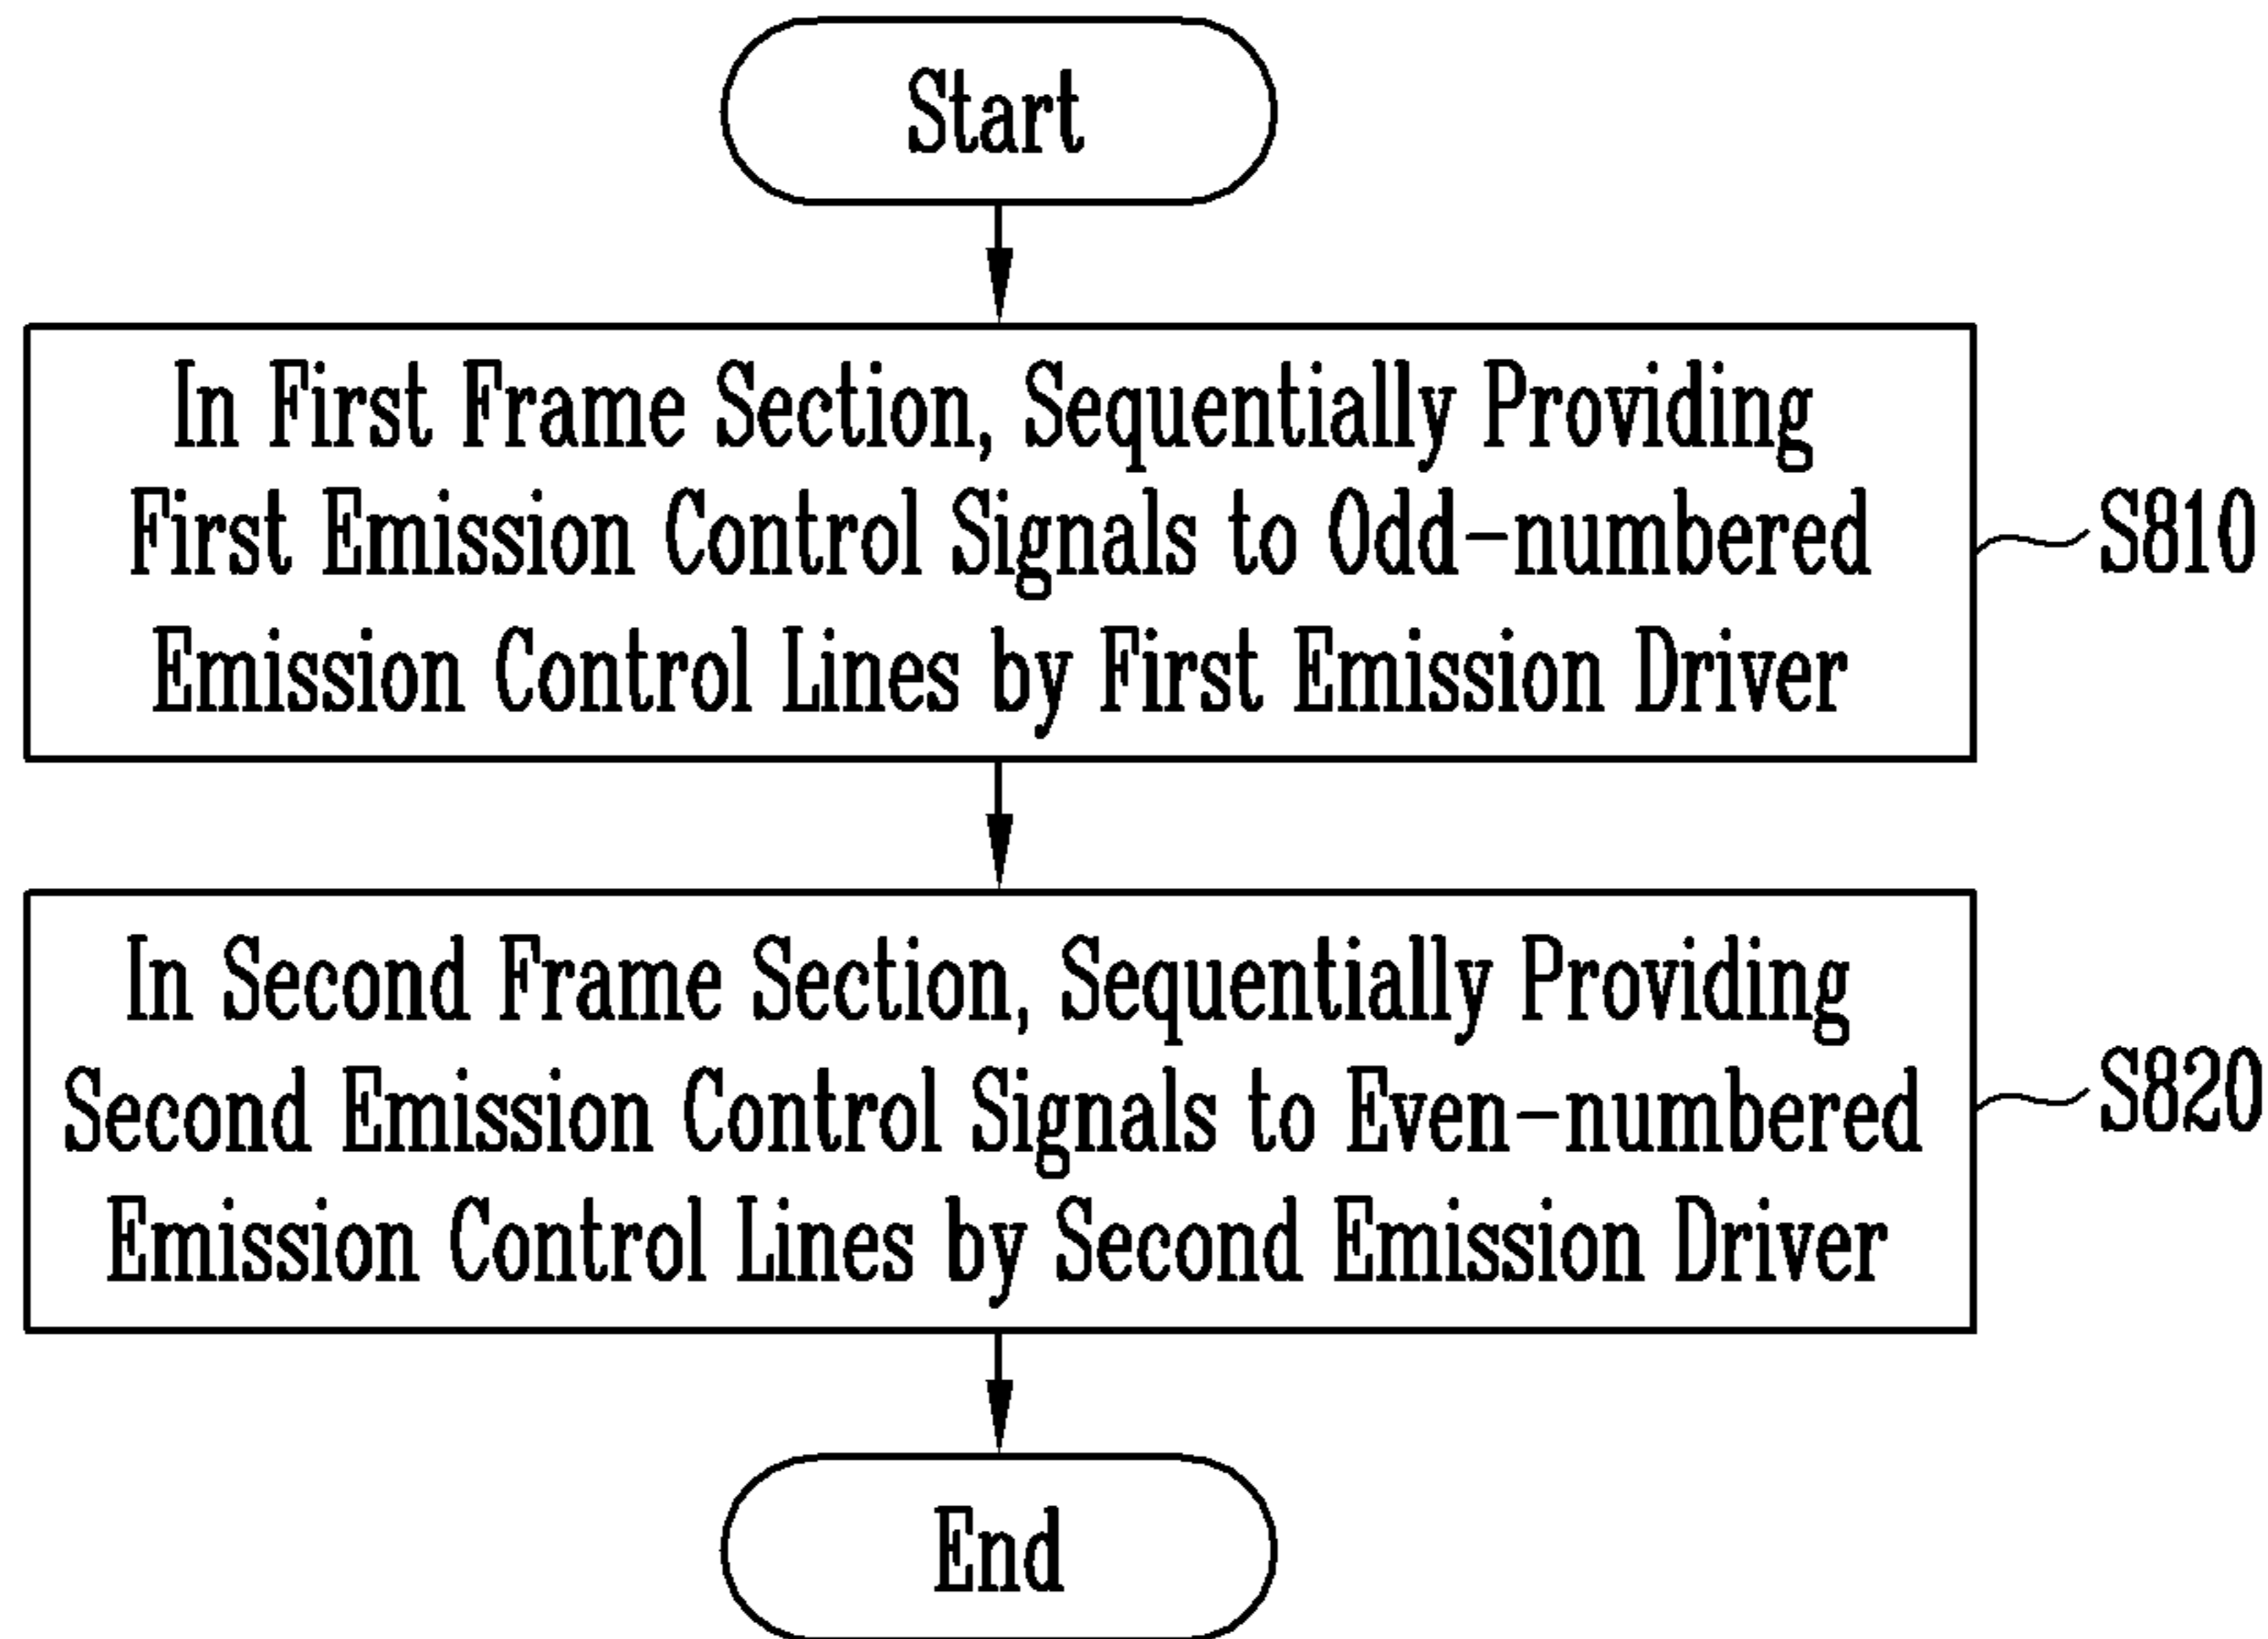 Start
In First Frame Section, Sequentially Providing
First Emission Control Signals to Odd-numbered
Emission Control Lines by First Emission Driver
S810
In Second Frame Section, Sequentially Providing
Second Emission Control Signals to Even-numbered
Emission Control Lines by Second Emission Driver
S820
End